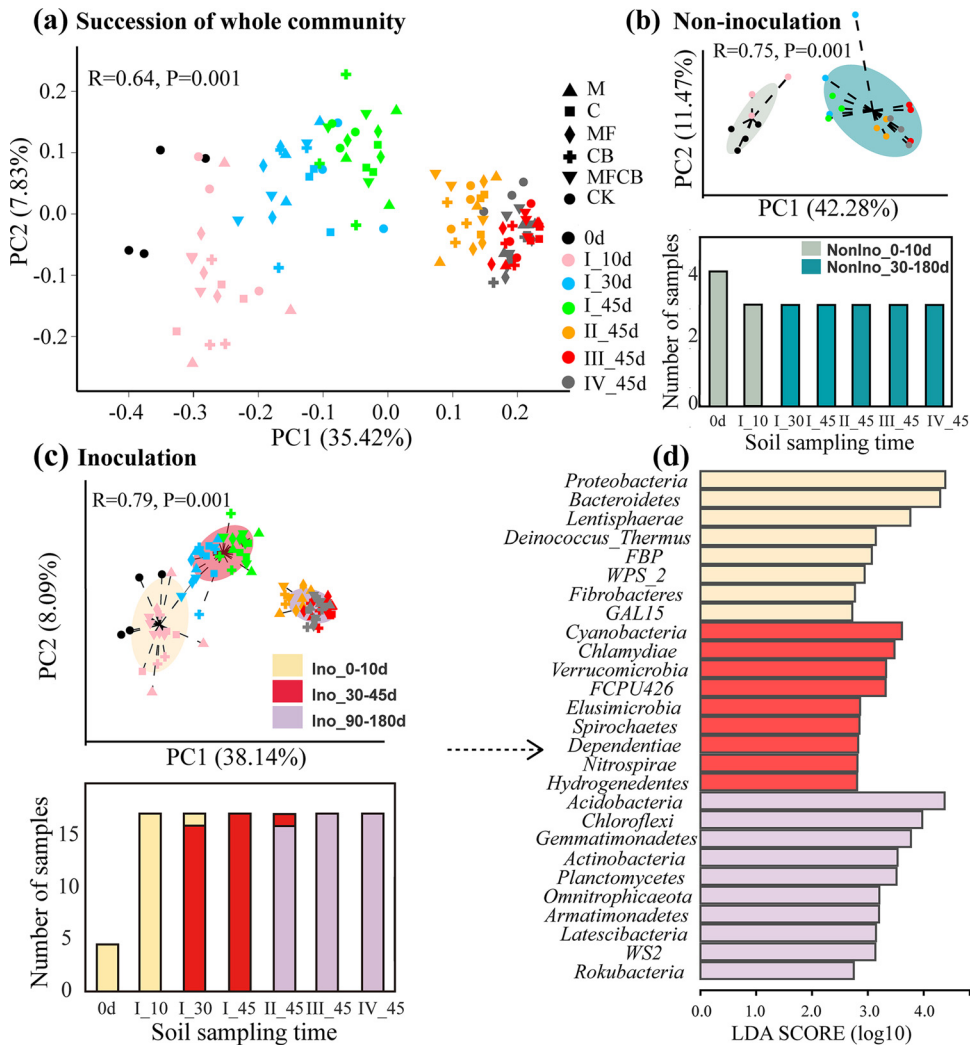 (a) Succession of whole community
R=0.64, P=0.001
PC2 (7.83%)
0.2
0.1
0.0
-0.1
-0.2
-0.4
-0.3
-0.2
-0.1
0.0
0.1
0.2
PC1 (35.42%)
M
C
MF
CB
MFCB
CK
0d
I_10d
I_30d
I_45d
II_45d
III_45d
IV_45d
(b) Non-inoculation
R=0.75, P=0.001
PC2 (11.47%)
PC1 (42.28%)
NonIno_0-10d
NonIno_30-180d
Number of samples
4
2
0
0d I_10 I_30 I_45 II_45 III_45 IV_45
Soil sampling time
(c) Inoculation
R=0.79, P=0.001
PC2 (8.09%)
Ino_0-10d
Ino_30-45d
Ino_90-180d
PC1 (38.14%)
Number of samples
15
10
5
0
0d I_10 I_30 I_45 II_45 III_45 IV_45
Soil sampling time
(d)
Proteobacteria
Bacteroidetes
Lentisphaerae
Deinococcus_Thermus
FBP
WPS_2
Fibrobacteres
GAL15
Cyanobacteria
Chlamydiae
Verrucomicrobia
FCPU426
Elusimicrobia
Spirochaetes
Dependentiae
Nitrospirae
Hydrogenedentes
Acidobacteria
Chloroflexi
Gemmatimonadetes
Actinobacteria
Planctomycetes
Omnitrophicaeota
Armatimonadetes
Latescibacteria
WS2
Rokubacteria
0.0 1.0 2.0 3.0 4.0
LDA SCORE (log10)